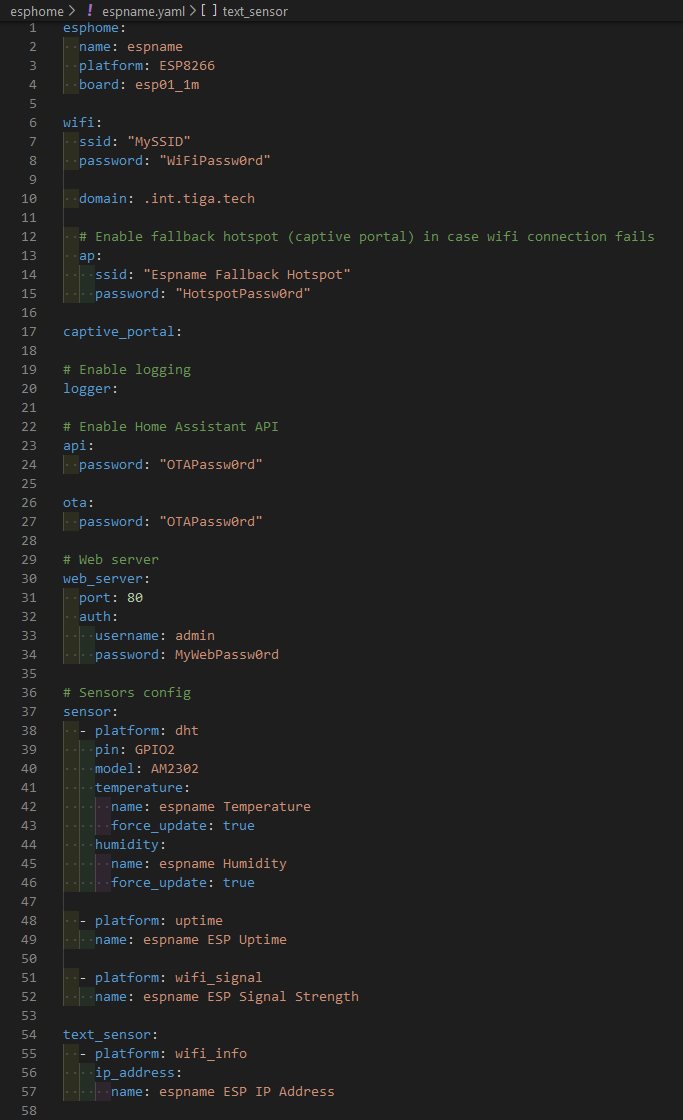 esphome > ! espname.yaml > [ ] text_sensor
1 esphome:
2   name: espname
3   platform: ESP8266
4   board: esp01_1m
5
6 wifi:
7   ssid: "MySSID"
8   password: "WiFiPassw0rd"
9
10   domain: .int.tiga.tech
11
12   # Enable fallback hotspot (captive portal) in case wifi connection fails
13   ap:
14     ssid: "Espname Fallback Hotspot"
15     password: "HotspotPassw0rd"
16
17 captive_portal:
18
19 # Enable logging
20 logger:
21
22 # Enable Home Assistant API
23 api:
24   password: "OTAPassw0rd"
25
26 ota:
27   password: "OTAPassw0rd"
28
29 # Web server
30 web_server:
31   port: 80
32   auth:
33     username: admin
34     password: MyWebPassw0rd
35
36 # Sensors config
37 sensor:
38   - platform: dht
39     pin: GPIO2
40     model: AM2302
41     temperature:
42       name: espname Temperature
43       force_update: true
44     humidity:
45       name: espname Humidity
46       force_update: true
47
48   - platform: uptime
49     name: espname ESP Uptime
50
51   - platform: wifi_signal
52     name: espname ESP Signal Strength
53
54 text_sensor:
55   - platform: wifi_info
56     ip_address:
57       name: espname ESP IP Address
58